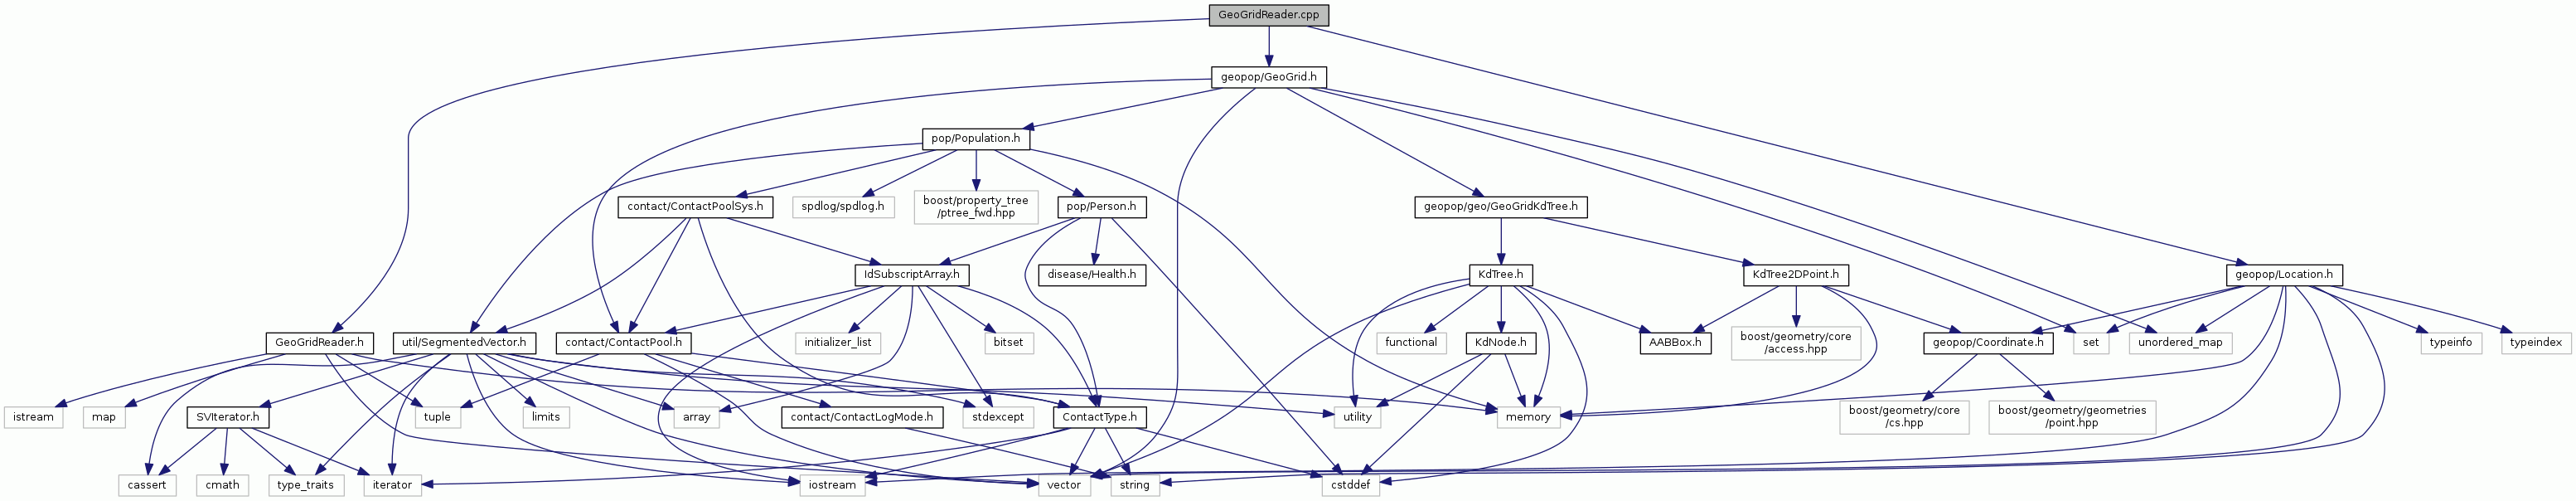 GeoGridReader.cpp
geopop/GeoGrid.h
pop/Population.h
contact/ContactPoolSys.h
spdlog/spdlog.h
boost/property_tree
/ptree_fwd.hpp
pop/Person.h
geopop/geo/GeoGridKdTree.h
IdSubscriptArray.h
disease/Health.h
KdTree.h
KdTree2DPoint.h
geopop/Location.h
GeoGridReader.h
util/SegmentedVector.h
contact/ContactPool.h
initializer_list
bitset
functional
KdNode.h
AABBox.h
boost/geometry/core
/access.hpp
geopop/Coordinate.h
set
unordered_map
typeinfo
typeindex
istream
map
SVIterator.h
tuple
limits
array
contact/ContactLogMode.h
stdexcept
ContactType.h
utility
memory
boost/geometry/core
/cs.hpp
boost/geometry/geometries
/point.hpp
cassert
cmath
type_traits
iterator
iostream
vector
string
cstddef